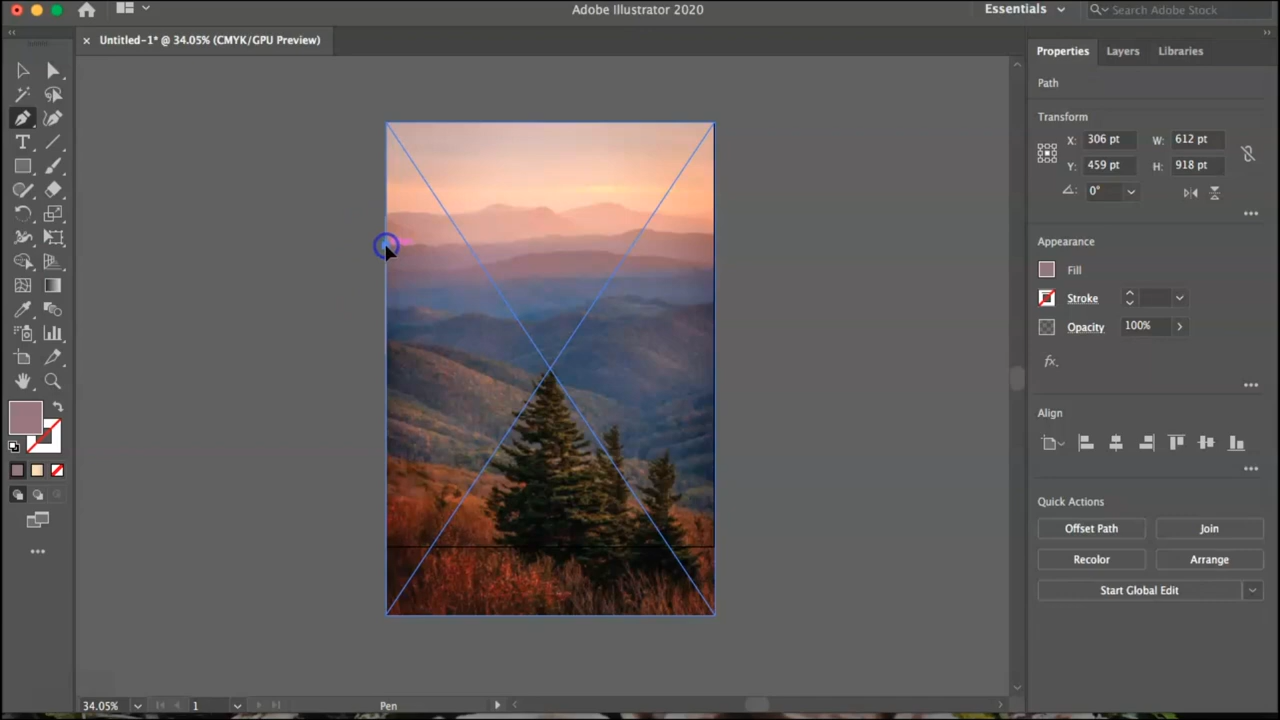 Adobe Illustrator 2020
Essentials
Search Adobe Stock
× Untitled-1* @ 34.05% (CMYK/GPU Preview)
Properties Layers Libraries
Path
Transform
X: 306 pt W: 612 pt
Y: 459 pt H: 918 pt
0°
Appearance
Fill
Stroke
Opacity 100%
fx.
Align
Quick Actions
Offset Path Join
Recolor Arrange
Start Global Edit
34.05% 1 Pen